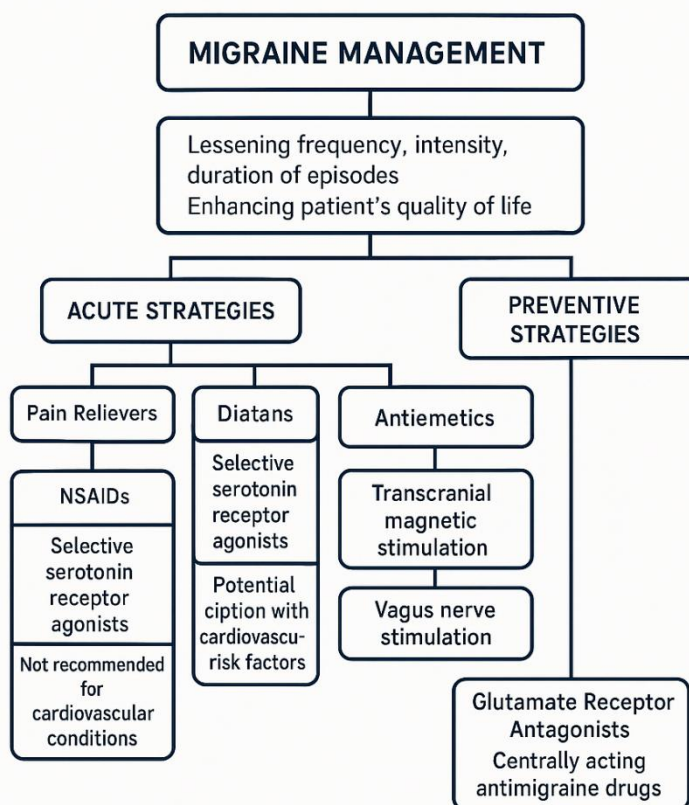 MIGRAINE MANAGEMENT
Lessening frequency, intensity,
duration of episodes
Enhancing patient's quality of life
ACUTE STRATEGIES
PREVENTIVE
STRATEGIES
Pain Relievers
NSAIDs
Selective
serotonin
receptor
agonists
Not recommended
for
cardiovascular
conditions
Diatans
Selective
serotonin
receptor
agonists
Potential
ciption with
cardiovascu-
risk factors
Antiemetics
Transcranial
magnetic
stimulation
Vagus nerve
stimulation
Glutamate Receptor
Antagonists
Centrally acting
antimigraine drugs